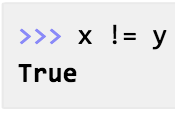 >>> x != y
True